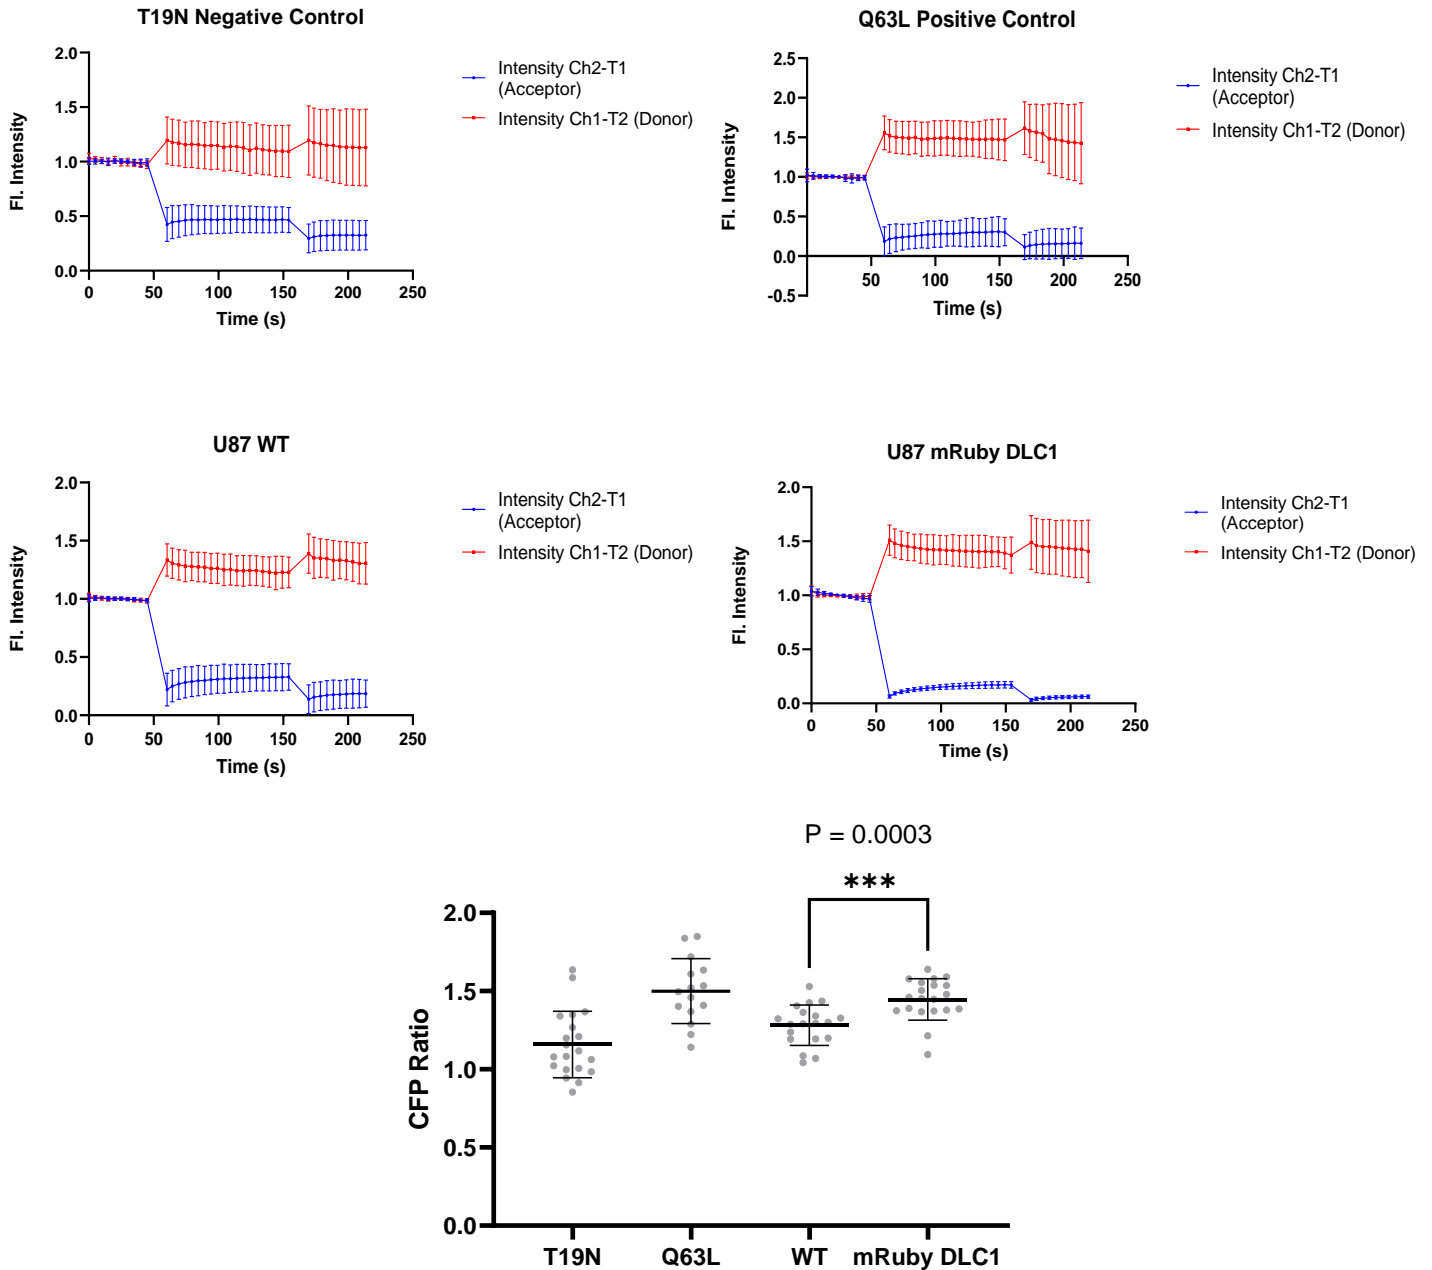 T19N Negative Control
2.0
1.5
1.0
0.5
0.0
0 50 100 150 200 250
Fl. Intensity
Time (s)
Intensity Ch2-T1
(Acceptor)
Intensity Ch1-T2 (Donor)
Q63L Positive Control
2.5
2.0
1.5
1.0
0.5
0.0
-0.5
50 100 150 200 250
Fl. Intensity
Time (s)
Intensity Ch2-T1
(Acceptor)
Intensity Ch1-T2 (Donor)
U87 WT
2.0
1.5
1.0
0.5
0.0
0 50 100 150 200 250
Fl. Intensity
Time (s)
Intensity Ch2-T1
(Acceptor)
Intensity Ch1-T2 (Donor)
U87 mRuby DLC1
2.0
1.5
1.0
0.5
0.0
0 50 100 150 200 250
Fl. Intensity
Time (s)
Intensity Ch2-T1
(Acceptor)
Intensity Ch1-T2 (Donor)
P = 0.0003
***
2.0
1.5
1.0
0.5
0.0
CFP Ratio
T19N Q63L WT mRuby DLC1